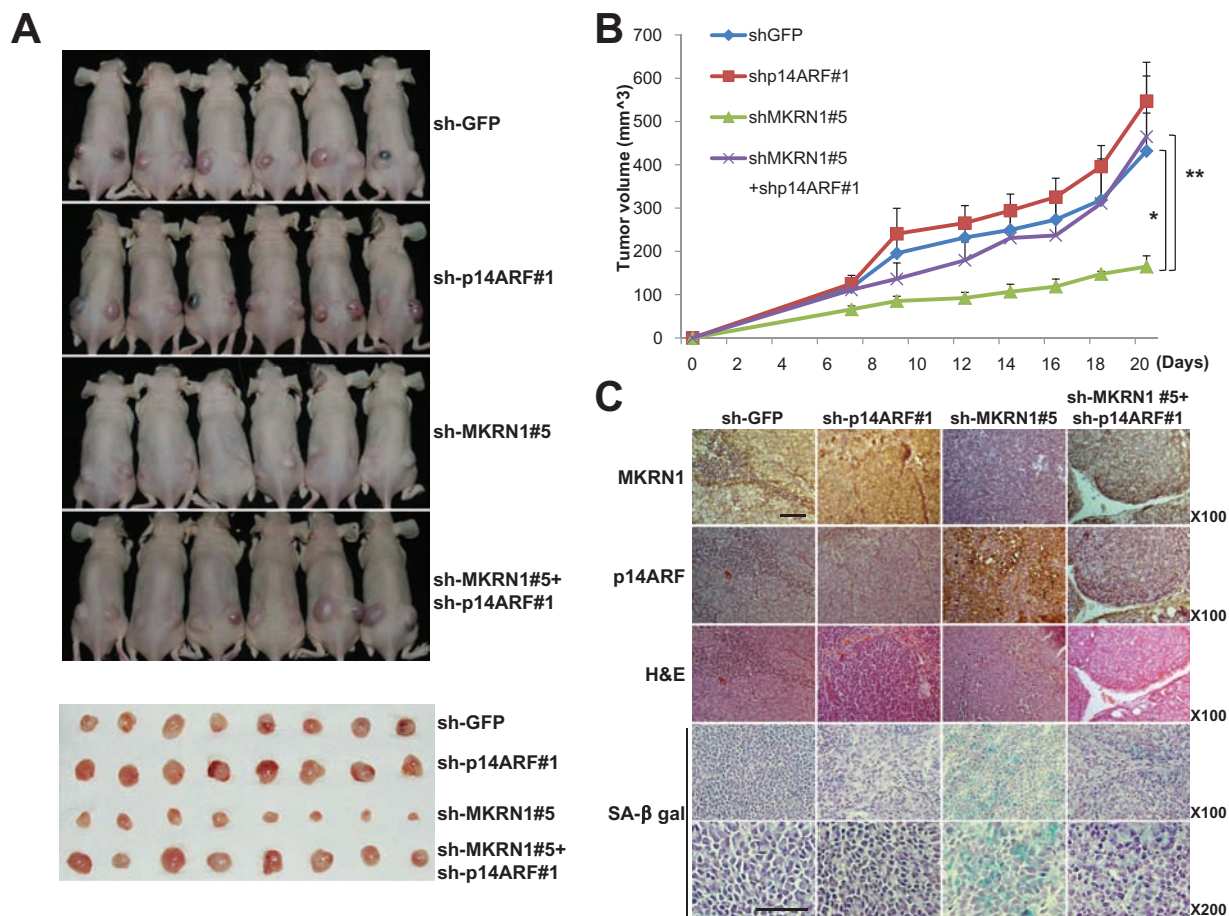 A
sh-GFP
sh-p14ARF#1
sh-MKRN1#5
sh-MKRN1#5+
sh-p14ARF#1
sh-GFP
sh-p14ARF#1
sh-MKRN1#5
sh-MKRN1#5+
sh-p14ARF#1
B
Tumor volume (mm^3)
700
600
500
400
300
200
100
0
0 2 4 6 8 10 12 14 16 18 20 (Days)
shGFP
shp14ARF#1
shMKRN1#5
shMKRN1#5
+shp14ARF#1
*
**
C
sh-GFP sh-p14ARF#1 sh-MKRN1#5 sh-MKRN1 #5+
sh-p14ARF#1
MKRN1
X100
p14ARF
X100
H&E
X100
SA-β gal
X100
X200